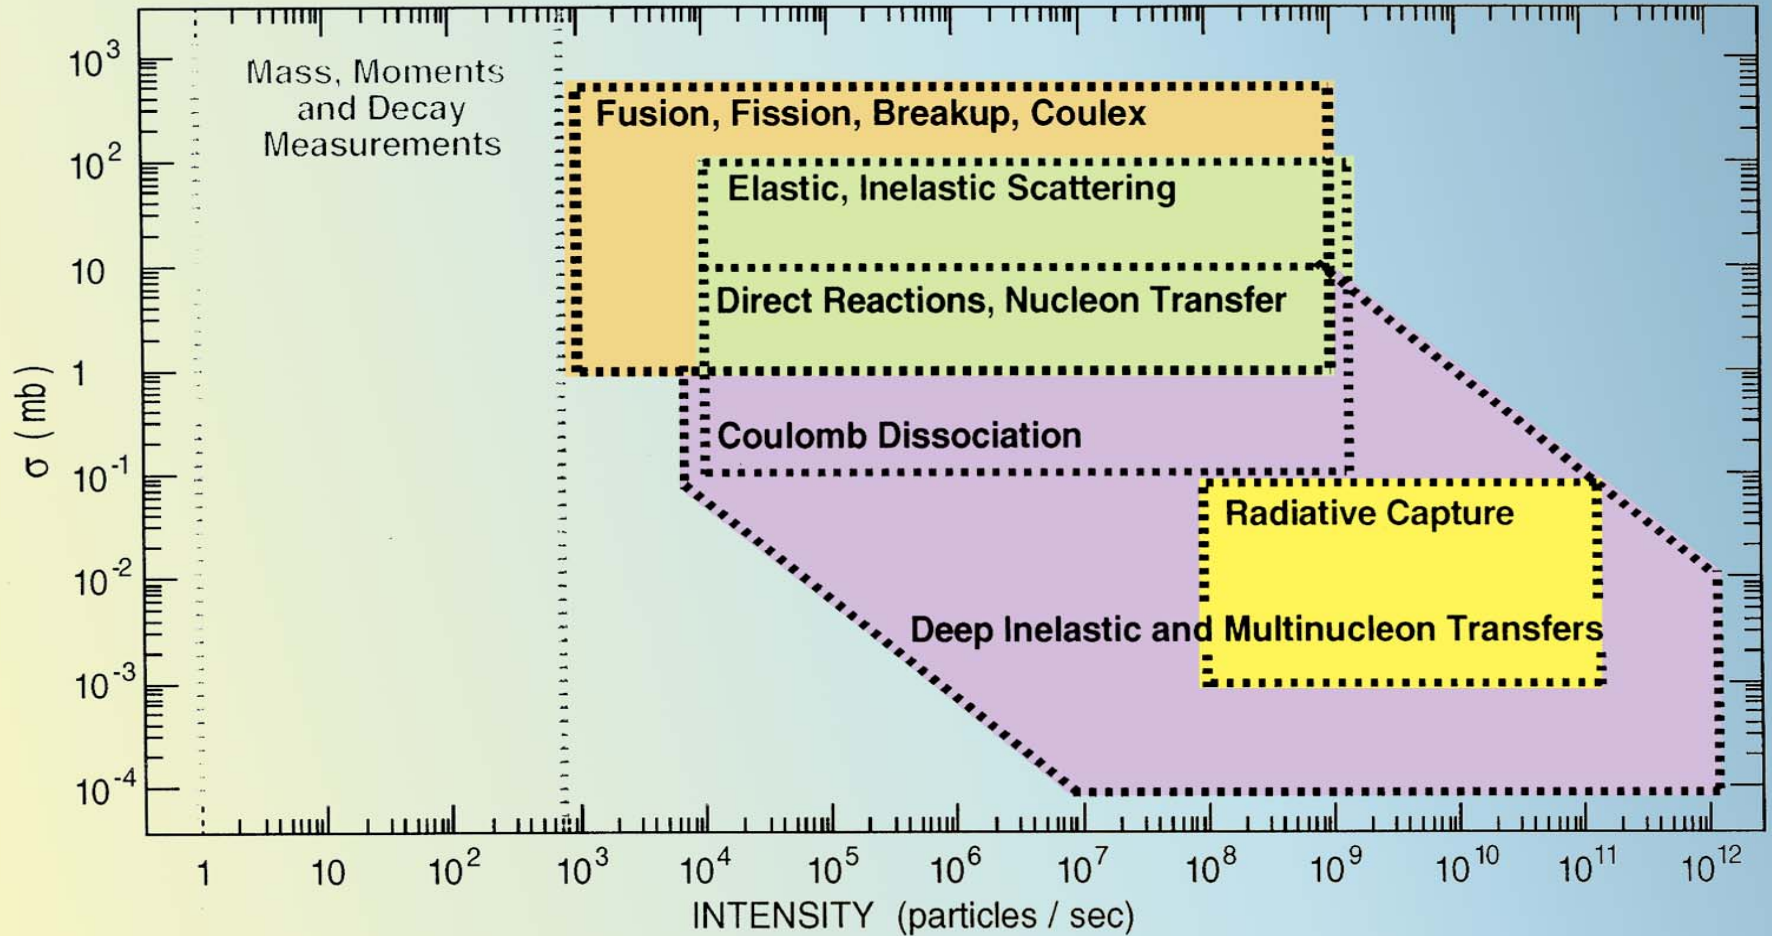 Mass, Moments
and Decay
Measurements
Fusion, Fission, Breakup, Coulex
Elastic, Inelastic Scattering
Direct Reactions, Nucleon Transfer
Coulomb Dissociation
Radiative Capture
Deep Inelastic and Multinucleon Transfers
σ (mb)
10³
10²
10
1
10⁻¹
10⁻²
10⁻³
10⁻⁴
1 10 10² 10³ 10⁴ 10⁵ 10⁶ 10⁷ 10⁸ 10⁹ 10¹⁰ 10¹¹ 10¹²
INTENSITY (particles / sec)